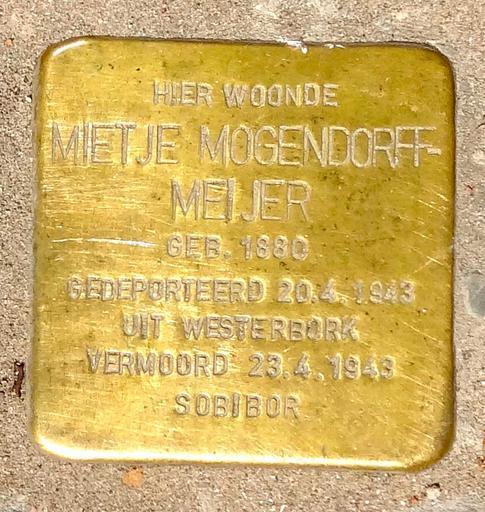 HIER WOONDE
MIETJE MOGENDORFF-
MEIJER
GEB. 1880
GEDEPORTEERD 20.4.1943
UIT WESTERBORK
VERMOORD 23.4.1943
SOBIBOR